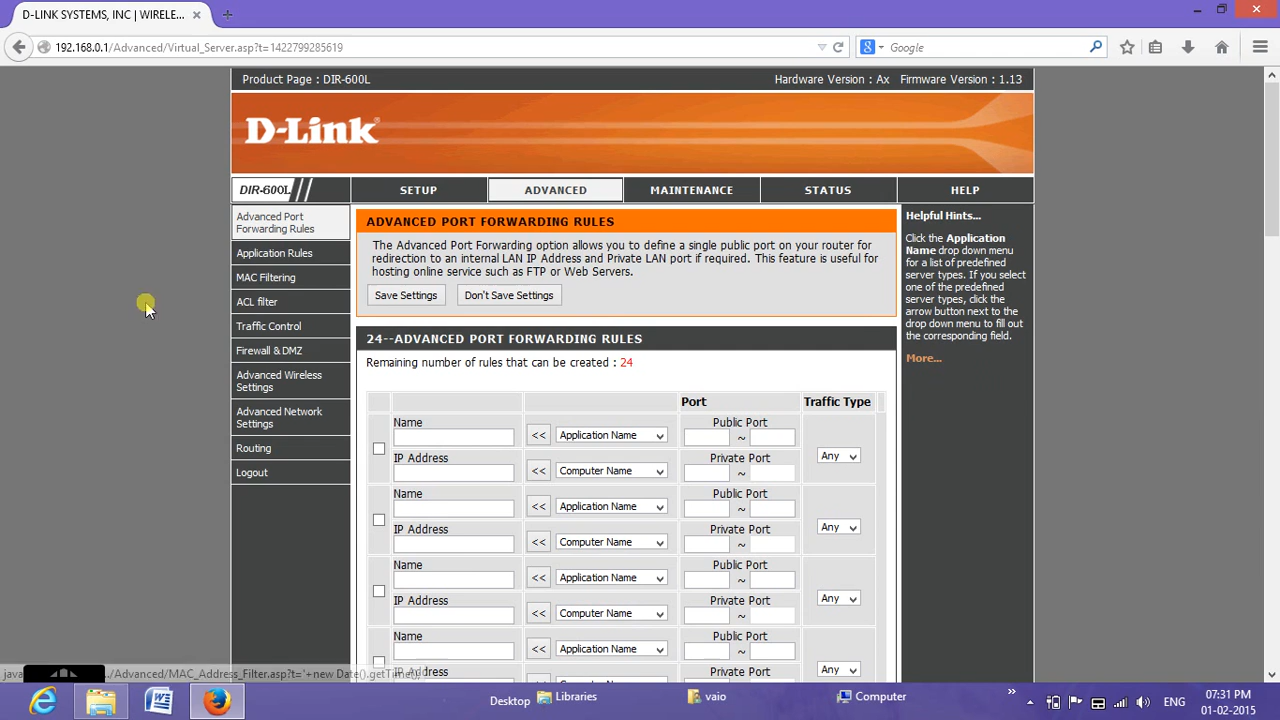 D-LINK SYSTEMS, INC | WIRELE...
192.168.0.1/Advanced/Virtual_Server.asp?t=1422799285619
Google
Product Page : DIR-600L
Hardware Version : Ax Firmware Version : 1.13
D-Link
DIR-600L
SETUP
ADVANCED
MAINTENANCE
STATUS
HELP
Advanced Port
Forwarding Rules
Application Rules
MAC Filtering
ACL filter
Traffic Control
Firewall & DMZ
Advanced Wireless
Settings
Advanced Network
Settings
Routing
Logout
ADVANCED PORT FORWARDING RULES
The Advanced Port Forwarding option allows you to define a single public port on your router for
redirection to an internal LAN IP Address and Private LAN port if required. This feature is useful for
hosting online service such as FTP or Web Servers.
Save Settings
Don't Save Settings
24--ADVANCED PORT FORWARDING RULES
Remaining number of rules that can be created : 24
Port
Traffic Type
Name
<<
Application Name
Public Port
~
Any
IP Address
<<
Computer Name
Private Port
~
Name
<<
Application Name
Public Port
~
Any
IP Address
<<
Computer Name
Private Port
~
Name
<<
Application Name
Public Port
~
Any
IP Address
<<
Computer Name
Private Port
~
Name
<<
Application Name
Public Port
~
Any
IP Address
Computer Name
Private Port
Helpful Hints...
Click the Application
Name drop down menu
for a list of predefined
server types. If you select
one of the predefined
server types, click the
arrow button next to the
drop down menu to fill out
the corresponding field.
More...
java
../Advanced/MAC_Address_Filter.asp?t='+new Date().getTime()
Desktop
Libraries
vaio
Computer
»
ENG
07:31 PM
01-02-2015